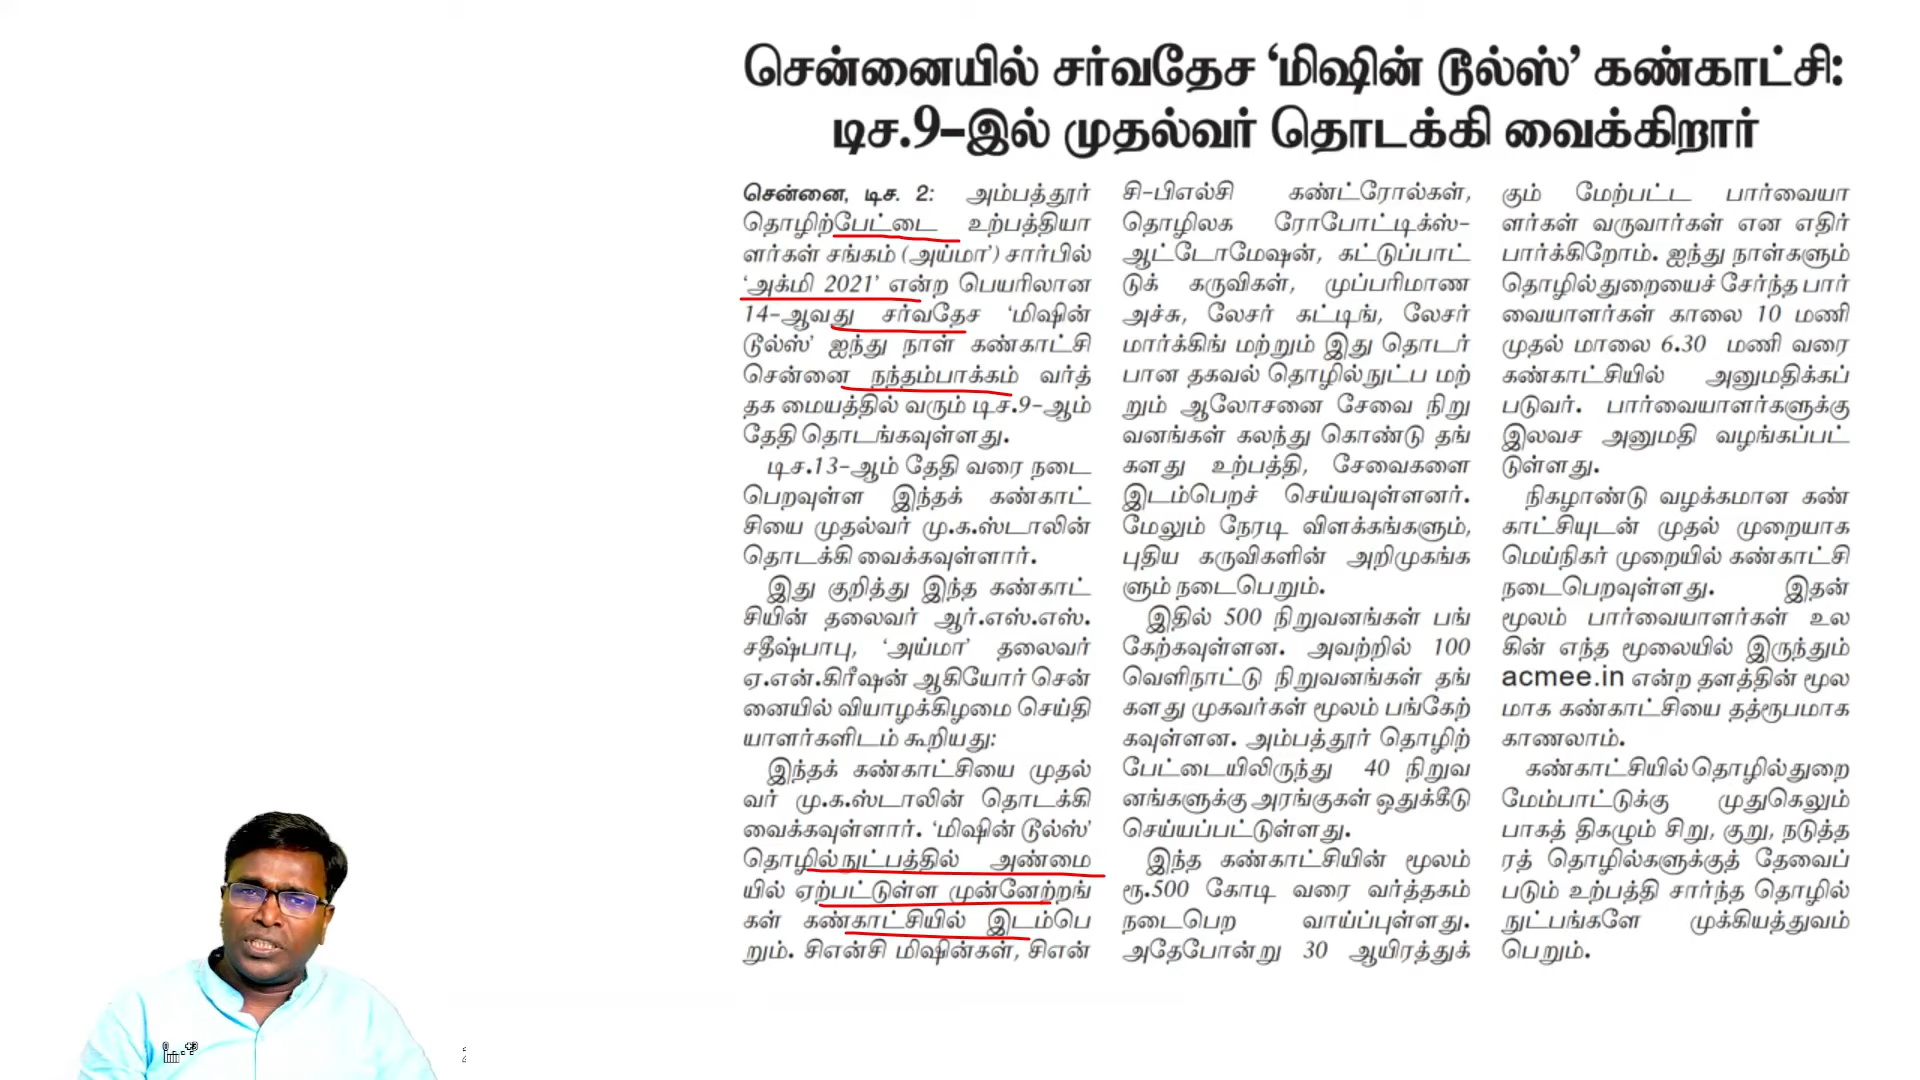 சென்னையில் சர்வதேச ‘மிஷின் டூல்ஸ்’ கண்காட்சி:
டிச.9-இல் முதல்வர் தொடக்கி வைக்கிறார்
சென்னை, டிச. 2: அம்பத்தூர்
தொழிற்பேட்டை உற்பத்தியா
ளர்கள் சங்கம் (அய்மா’) சார்பில்
‘அக்மி 2021’ என்ற பெயரிலான
14-ஆவது சர்வதேச ‘மிஷின்
டூல்ஸ்’ ஐந்து நாள் கண்காட்சி
சென்னை நந்தம்பாக்கம் வர்த்
தக மையத்தில் வரும் டிச.9-ஆம்
தேதி தொடங்கவுள்ளது.
டிச.13-ஆம் தேதி வரை நடை
பெறவுள்ள இந்தக் கண்காட்
சியை முதல்வர் மு.க.ஸ்டாலின்
தொடக்கி வைக்கவுள்ளார்.
இது குறித்து இந்த கண்காட்
சியின் தலைவர் ஆர்.எஸ்.எஸ்.
சதீஷ்பாபு, ‘அய்மா’ தலைவர்
ஏ.என்.கிரீஷன் ஆகியோர் சென்
னையில் வியாழக்கிழமை செய்தி
யாளர்களிடம் கூறியது:
இந்தக் கண்காட்சியை முதல்
வர் மு.க.ஸ்டாலின் தொடக்கி
வைக்கவுள்ளார். ‘மிஷின் டூல்ஸ்’
தொழில்நுட்பத்தில் அண்மை
யில் ஏற்பட்டுள்ள முன்னேற்றங்
கள் கண்காட்சியில் இடம்பெ
றும். சிஎன்சி மிஷின்கள், சிஎன்
சி-பிஎல்சி கண்ட்ரோல்கள்,
தொழிலக ரோபோட்டிக்ஸ்-
ஆட்டோமேஷன், கட்டுப்பாட்
டுக் கருவிகள், முப்பரிமாண
அச்சு, லேசர் கட்டிங், லேசர்
மார்க்கிங் மற்றும் இது தொடர்
பான தகவல் தொழில்நுட்ப மற்
றும் ஆலோசனை சேவை நிறு
வனங்கள் கலந்து கொண்டு தங்
களது உற்பத்தி, சேவைகளை
இடம்பெறச் செய்யவுள்ளனர்.
மேலும் நேரடி விளக்கங்களும்,
புதிய கருவிகளின் அறிமுகங்க
ளும் நடைபெறும்.
இதில் 500 நிறுவனங்கள் பங்
கேற்கவுள்ளன. அவற்றில் 100
வெளிநாட்டு நிறுவனங்கள் தங்
களது முகவர்கள் மூலம் பங்கேற்
கவுள்ளன. அம்பத்தூர் தொழிற்
பேட்டையிலிருந்து 40 நிறுவ
னங்களுக்கு அரங்குகள் ஒதுக்கீடு
செய்யப்பட்டுள்ளது.
இந்த கண்காட்சியின் மூலம்
ரூ.500 கோடி வரை வர்த்தகம்
நடைபெற வாய்ப்புள்ளது.
அதேபோன்று 30 ஆயிரத்துக்
கும் மேற்பட்ட பார்வையா
ளர்கள் வருவார்கள் என எதிர்
பார்க்கிறோம். ஐந்து நாள்களும்
தொழில்துறையைச் சேர்ந்த பார்
வையாளர்கள் காலை 10 மணி
முதல் மாலை 6.30 மணி வரை
கண்காட்சியில் அனுமதிக்கப்
படுவர். பார்வையாளர்களுக்கு
இலவச அனுமதி வழங்கப்பட்
டுள்ளது.
நிகழாண்டு வழக்கமான கண்
காட்சியுடன் முதல் முறையாக
மெய்நிகர் முறையில் கண்காட்சி
நடைபெறவுள்ளது. இதன்
மூலம் பார்வையாளர்கள் உல
கின் எந்த மூலையில் இருந்தும்
acmee.in என்ற தளத்தின் மூல
மாக கண்காட்சியை தத்ரூபமாக
காணலாம்.
கண்காட்சியில் தொழில்துறை
மேம்பாட்டுக்கு முதுகெலும்
பாகத் திகழும் சிறு, குறு, நடுத்த
ரத் தொழில்களுக்குத் தேவைப்
படும் உற்பத்தி சார்ந்த தொழில்
நுட்பங்களே முக்கியத்துவம்
பெறும்.